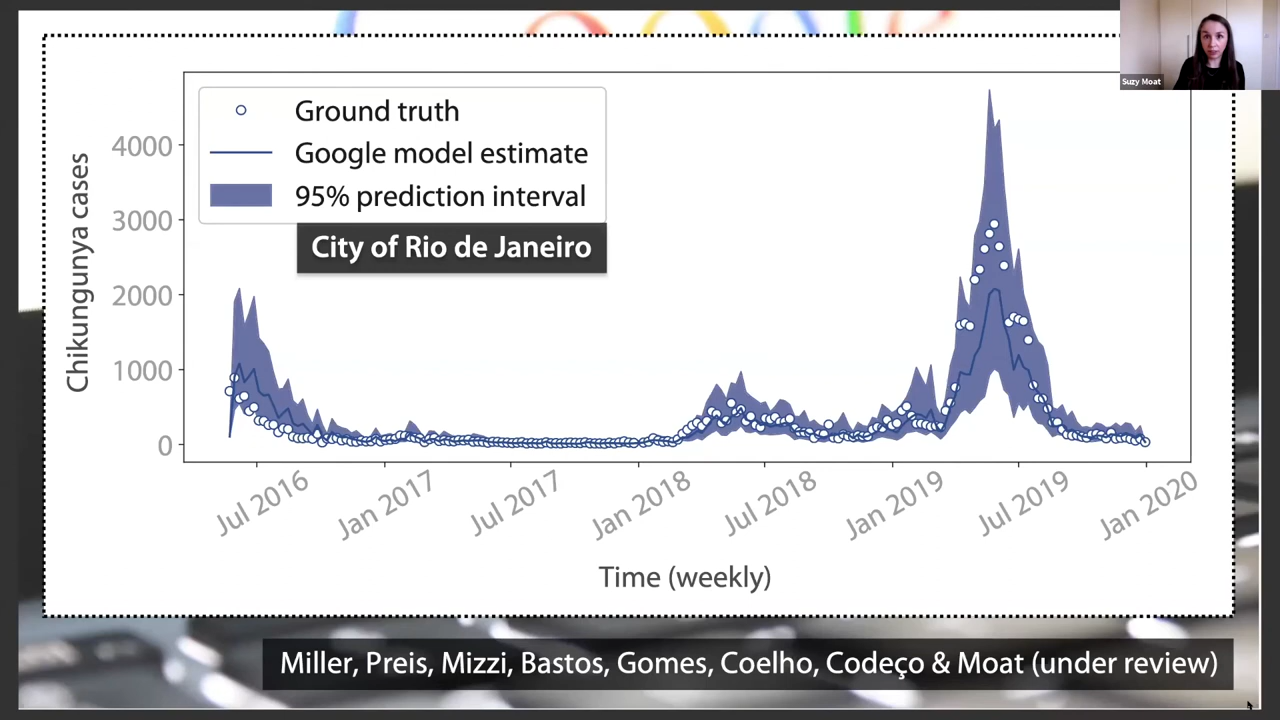 Suzy Moat
Ground truth
Google model estimate
95% prediction interval
City of Rio de Janeiro
Chikungunya cases
4000
3000
2000
1000
0
Jul 2016
Jan 2017
Jul 2017
Jan 2018
Jul 2018
Jan 2019
Jul 2019
Jan 2020
Time (weekly)
Miller, Preis, Mizzi, Bastos, Gomes, Coelho, Codeço & Moat (under review)